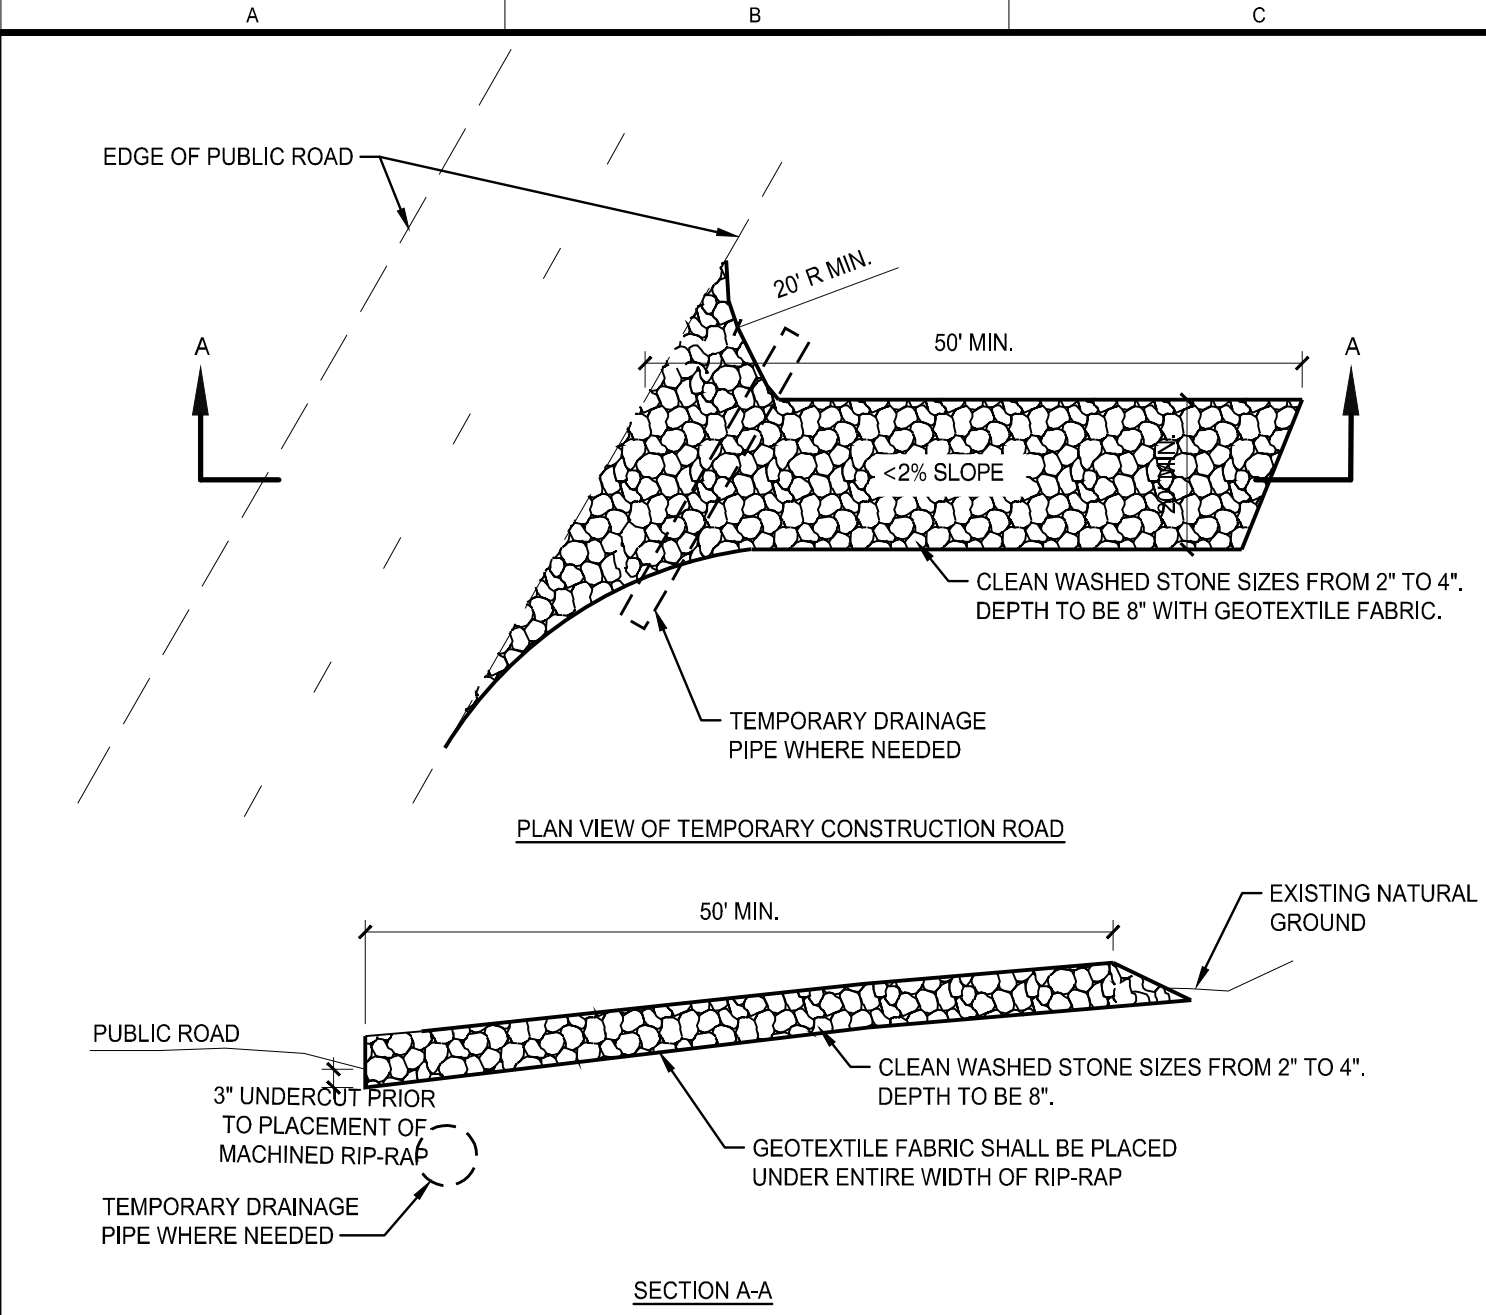 A
B
C
EDGE OF PUBLIC ROAD
20' R MIN.
50' MIN.
A
A
<2% SLOPE
20' MIN.
CLEAN WASHED STONE SIZES FROM 2" TO 4".
DEPTH TO BE 8" WITH GEOTEXTILE FABRIC.
TEMPORARY DRAINAGE
PIPE WHERE NEEDED
PLAN VIEW OF TEMPORARY CONSTRUCTION ROAD
EXISTING NATURAL
GROUND
50' MIN.
PUBLIC ROAD
CLEAN WASHED STONE SIZES FROM 2" TO 4".
DEPTH TO BE 8".
3" UNDERCUT PRIOR
TO PLACEMENT OF
MACHINED RIP-RAP
GEOTEXTILE FABRIC SHALL BE PLACED
UNDER ENTIRE WIDTH OF RIP-RAP
TEMPORARY DRAINAGE
PIPE WHERE NEEDED
SECTION A-A